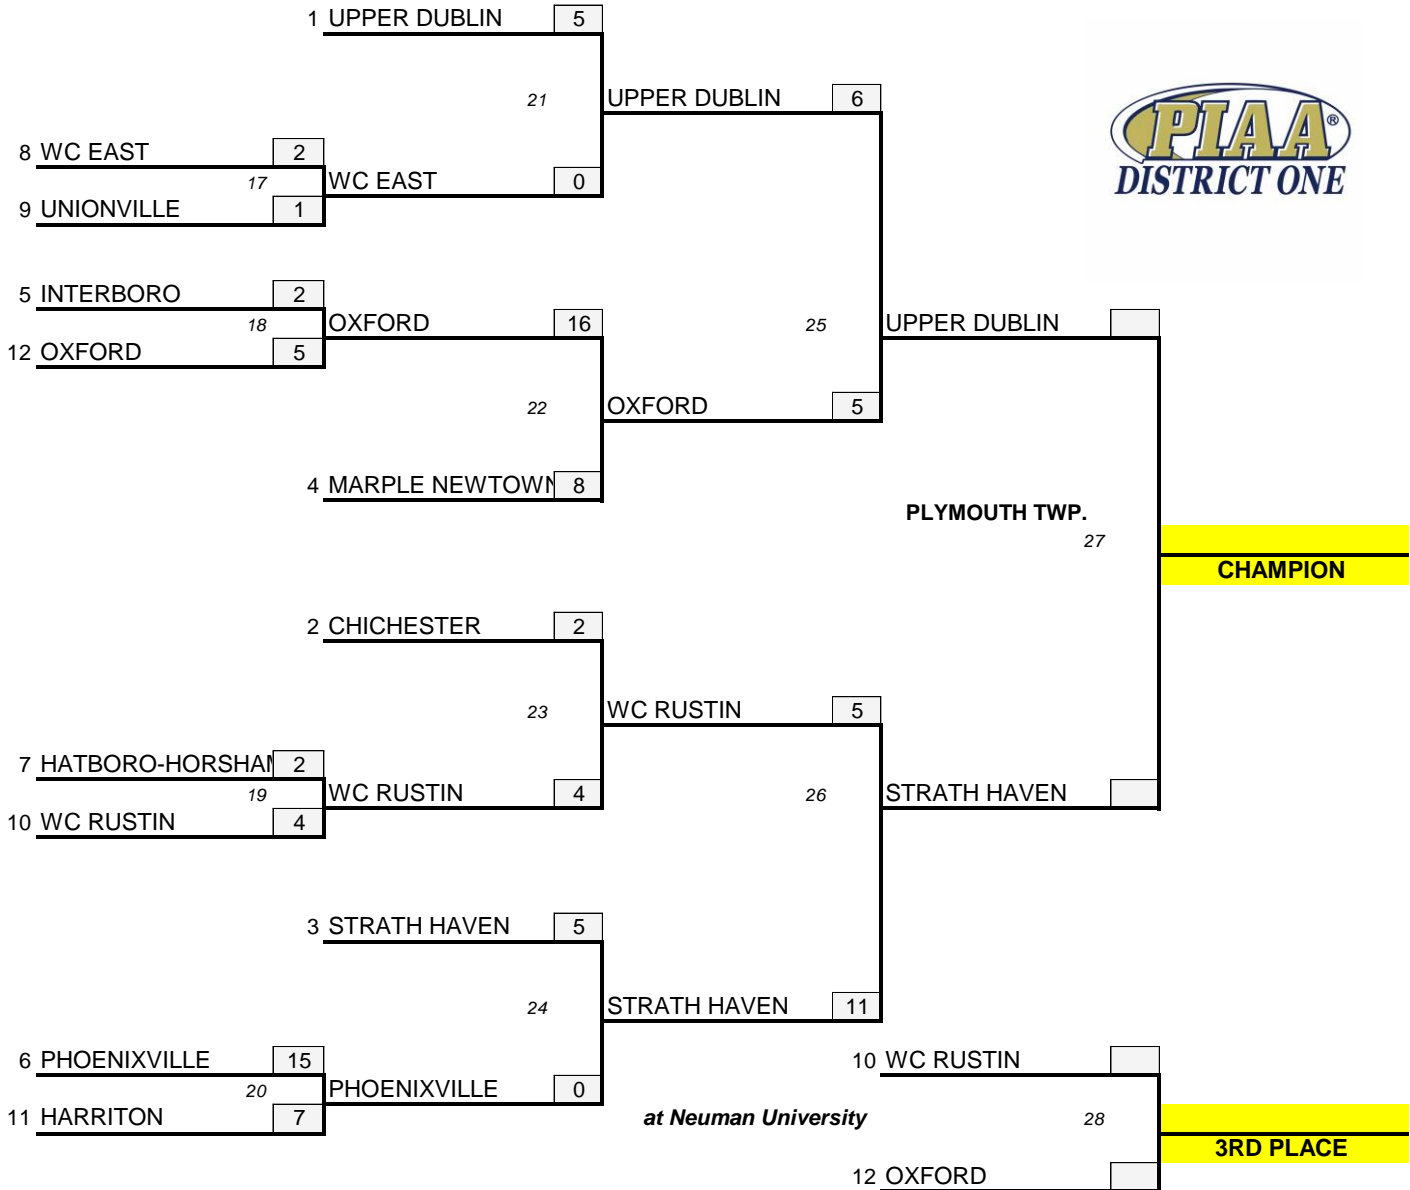 1 UPPER DUBLIN 5
21 UPPER DUBLIN 6
PIAA®
DISTRICT ONE
8 WC EAST 2
17 WC EAST 0
9 UNIONVILLE 1
5 INTERBORO 2
18 OXFORD 16
25 UPPER DUBLIN
12 OXFORD 5
22 OXFORD 5
4 MARPLE NEWTOWN 8
PLYMOUTH TWP.
27
CHAMPION
2 CHICHESTER 2
23 WC RUSTIN 5
7 HATBORO-HORSHAM 2
19 WC RUSTIN 4
26 STRATH HAVEN
10 WC RUSTIN 4
3 STRATH HAVEN 5
24 STRATH HAVEN 11
6 PHOENIXVILLE 15
10 WC RUSTIN
20 PHOENIXVILLE 0
11 HARRITON 7
at Neuman University
28
3RD PLACE
12 OXFORD